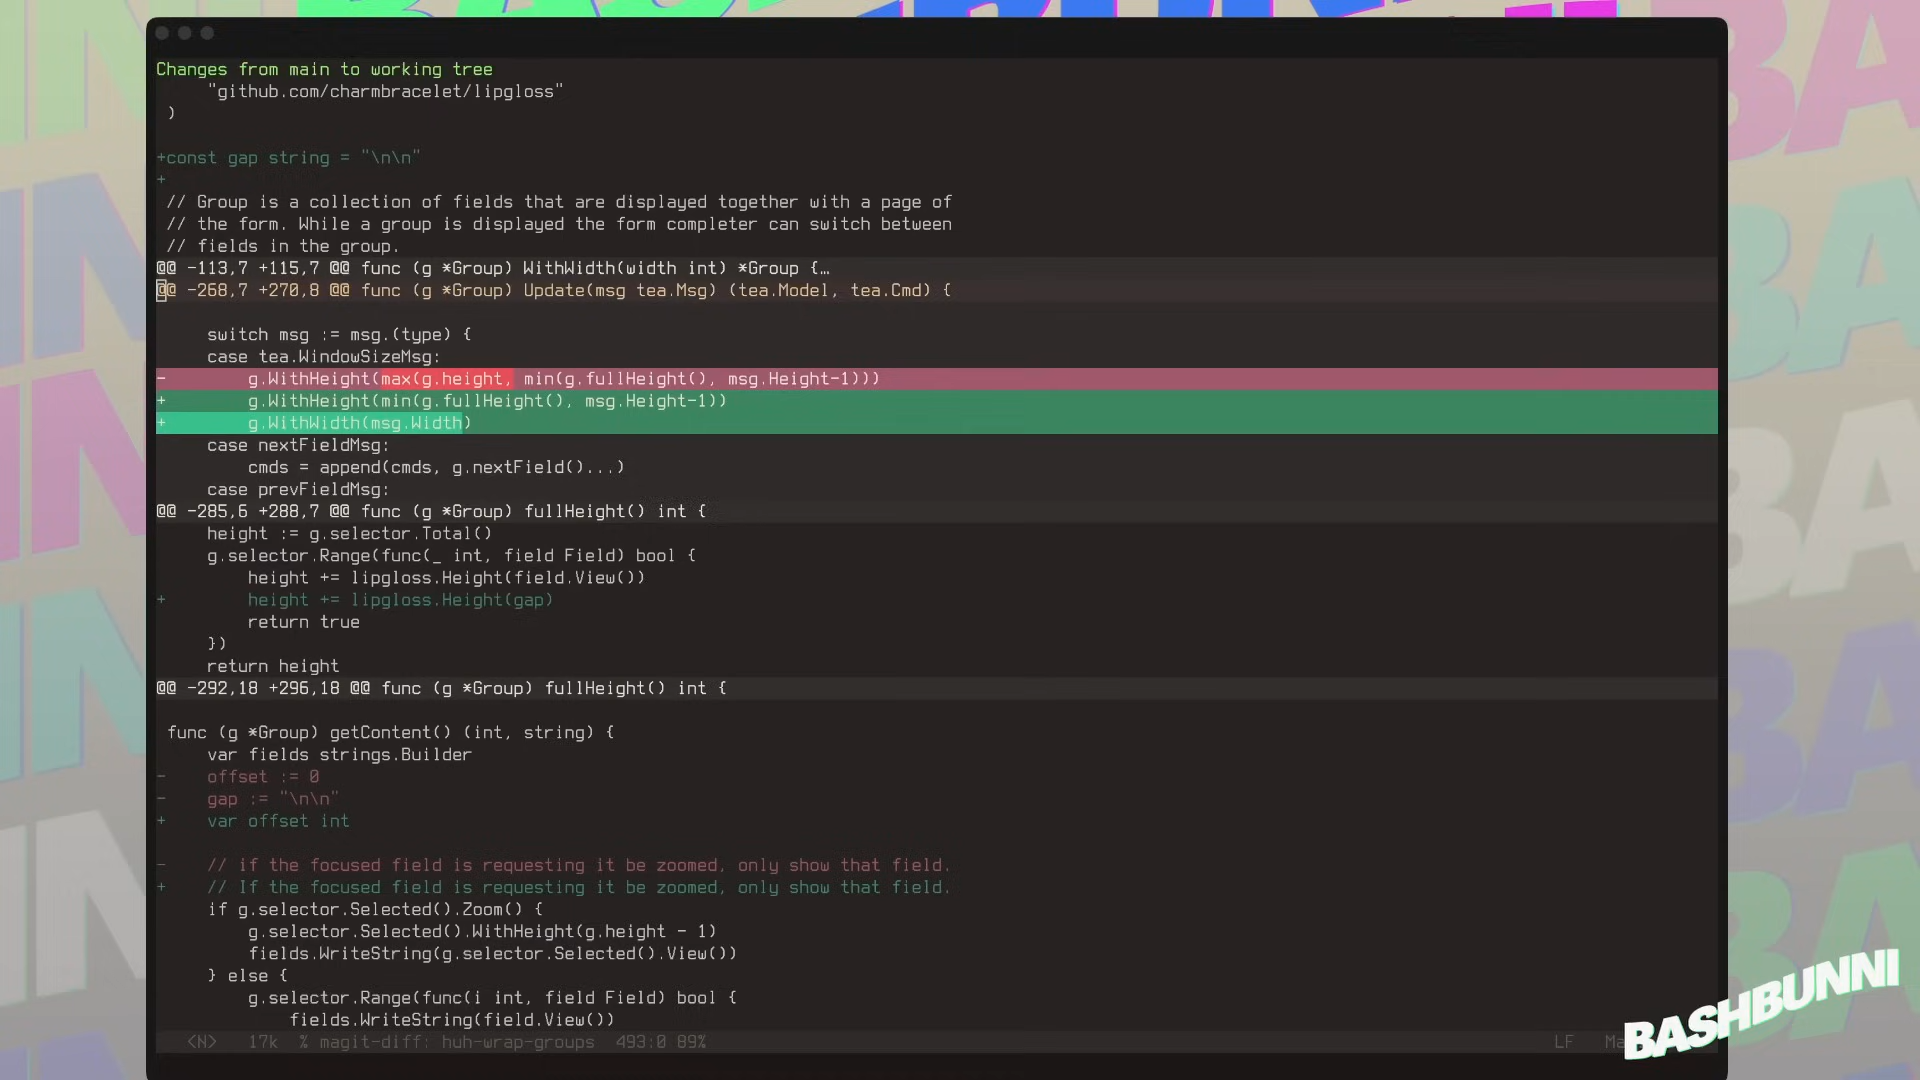 Changes from main to working tree
"github.com/charmbracelet/lipgloss"
)
+const gap string = "\n\n"
+
// Group is a collection of fields that are displayed together with a page of
// the form. While a group is displayed the form completer can switch between
// fields in the group.
@@ -113,7 +115,7 @@ func (g *Group) WithWidth(width int) *Group {…
@@ -268,7 +270,8 @@ func (g *Group) Update(msg tea.Msg) (tea.Model, tea.Cmd) {
switch msg := msg.(type) {
case tea.WindowSizeMsg:
- g.WithHeight(max(g.height, min(g.fullHeight(), msg.Height-1)))
+ g.WithHeight(min(g.fullHeight(), msg.Height-1))
+ g.WithWidth(msg.Width)
case nextFieldMsg:
cmds = append(cmds, g.nextField()...)
case prevFieldMsg:
@@ -285,6 +288,7 @@ func (g *Group) fullHeight() int {
height := g.selector.Total()
g.selector.Range(func(_ int, field Field) bool {
height += lipgloss.Height(field.View())
+ height += lipgloss.Height(gap)
return true
})
return height
@@ -292,18 +296,18 @@ func (g *Group) fullHeight() int {
func (g *Group) getContent() (int, string) {
var fields strings.Builder
- offset := 0
- gap := "\n\n"
+ var offset int
- // if the focused field is requesting it be zoomed, only show that field.
+ // If the focused field is requesting it be zoomed, only show that field.
if g.selector.Selected().Zoom() {
g.selector.Selected().WithHeight(g.height - 1)
fields.WriteString(g.selector.Selected().View())
} else {
g.selector.Range(func(i int, field Field) bool {
fields.WriteString(field.View())
<N> 17k % magit-diff: huh-wrap-groups 493:0 89% LF
BASHBUNNI